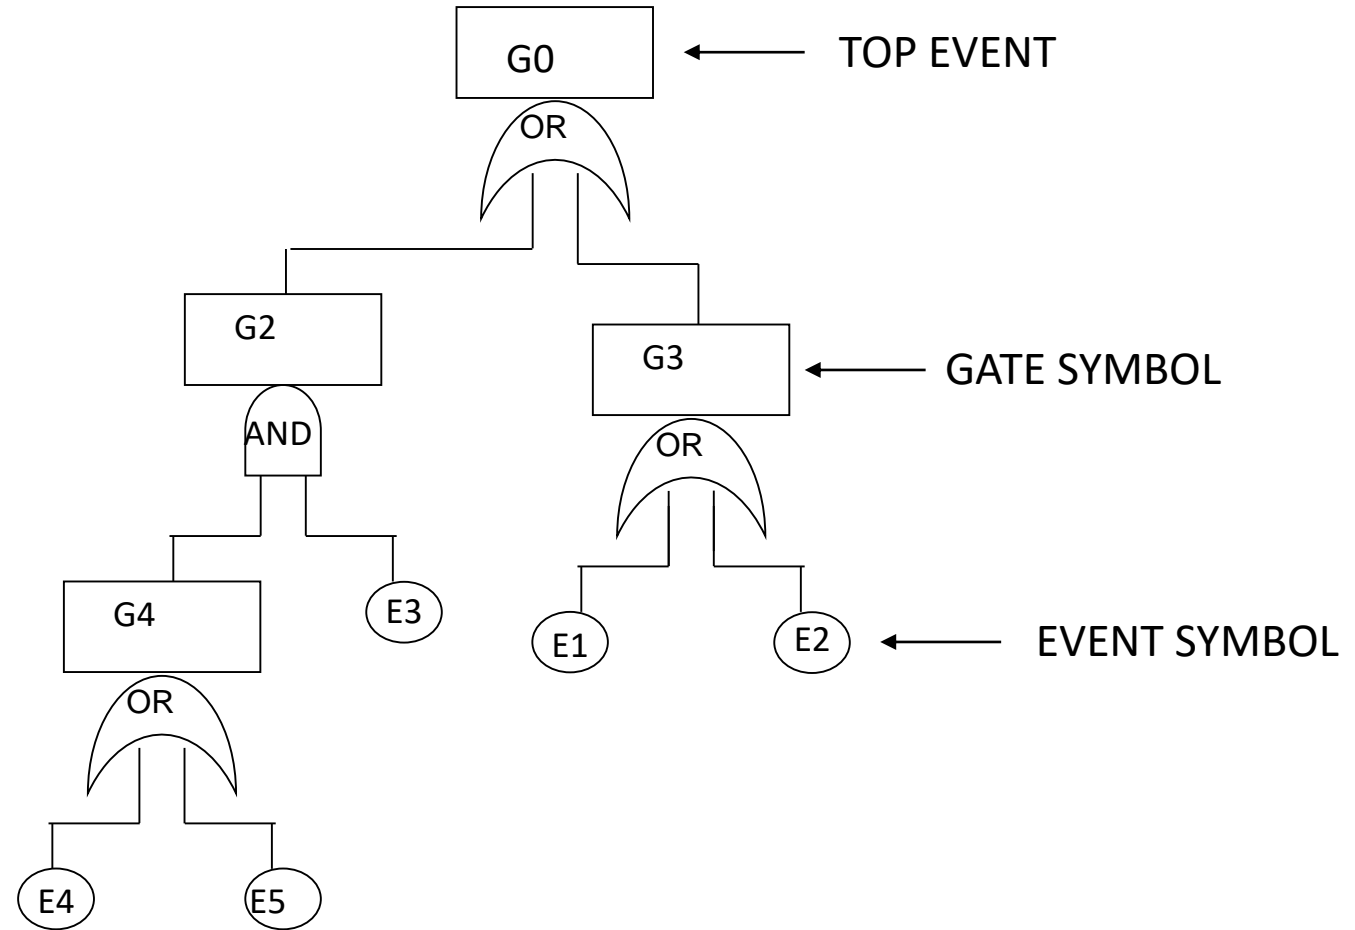 G0
TOP EVENT
OR
G2
G3
GATE SYMBOL
AND
OR
G4
E3
E1
E2
EVENT SYMBOL
OR
E4
E5